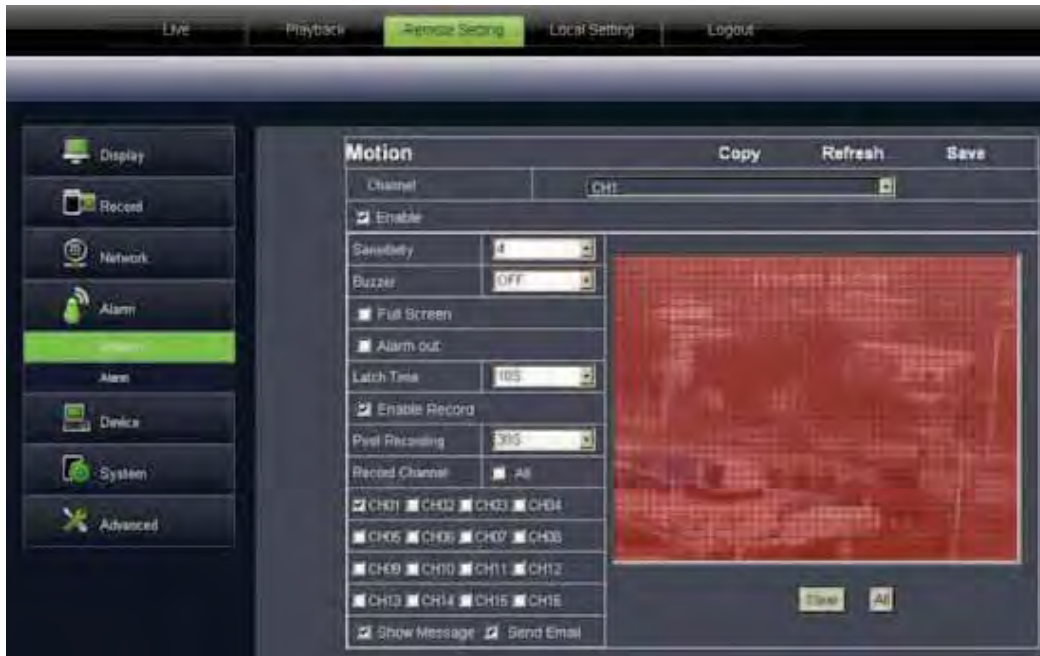 Live Playback Remote Setting Local Setting Logout
Display
Record
Network
Alarm
Alarm
Device
System
Advanced
Motion Copy Refresh Save
Channel CH1
Enable
Sensitivity 4
Buzzer OFF
Full Screen
Alarm out
Latch Time 10S
Enable Record
Post Recording 30S
Record Channel All
CH01 CH02 CH03 CH04
CH05 CH06 CH07 CH08
CH09 CH10 CH11 CH12
CH13 CH14 CH15 CH16
Show Message Send Email
Clear All